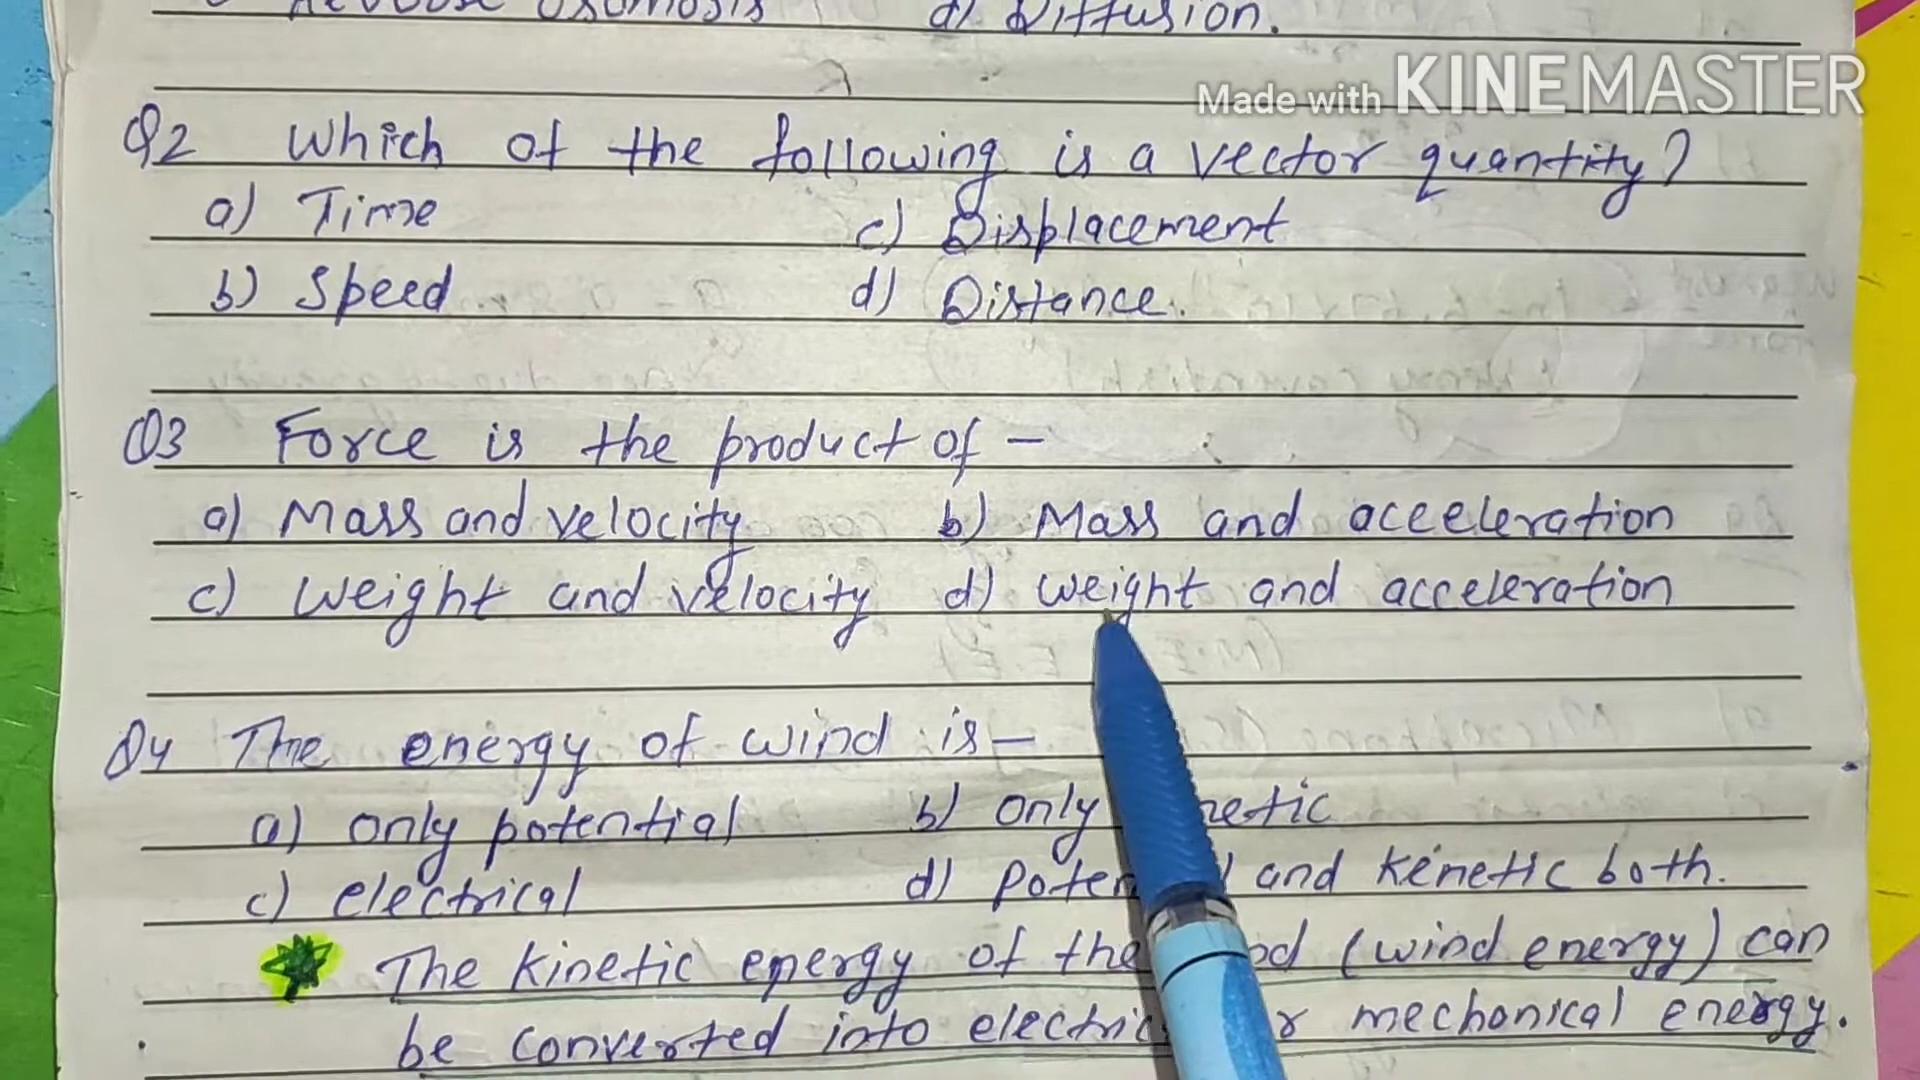 Osmosis d) Diffusion.
Made with KINEMASTER
Q2 Which of the following is a vector quantity?
a) Time c) Displacement
b) Speed d) Distance.
Q3 Force is the product of -
a) Mass and velocity b) Mass and aceeleration
c) Weight and velocity d) weight and acceleration
Q4 The energy of wind is -
a) only potential b) only
c) electrical d) and kinetic both.
The kinetic energy of the (wind energy) can
be converted into mechanical energy.